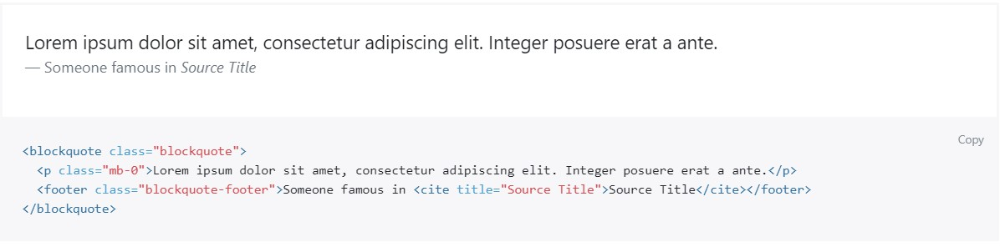 Lorem ipsum dolor sit amet, consectetur adipiscing elit. Integer posuere erat a ante.
— Someone famous in Source Title
Copy
<blockquote class="blockquote">
  <p class="mb-0">Lorem ipsum dolor sit amet, consectetur adipiscing elit. Integer posuere erat a ante.</p>
  <footer class="blockquote-footer">Someone famous in <cite title="Source Title">Source Title</cite></footer>
</blockquote>